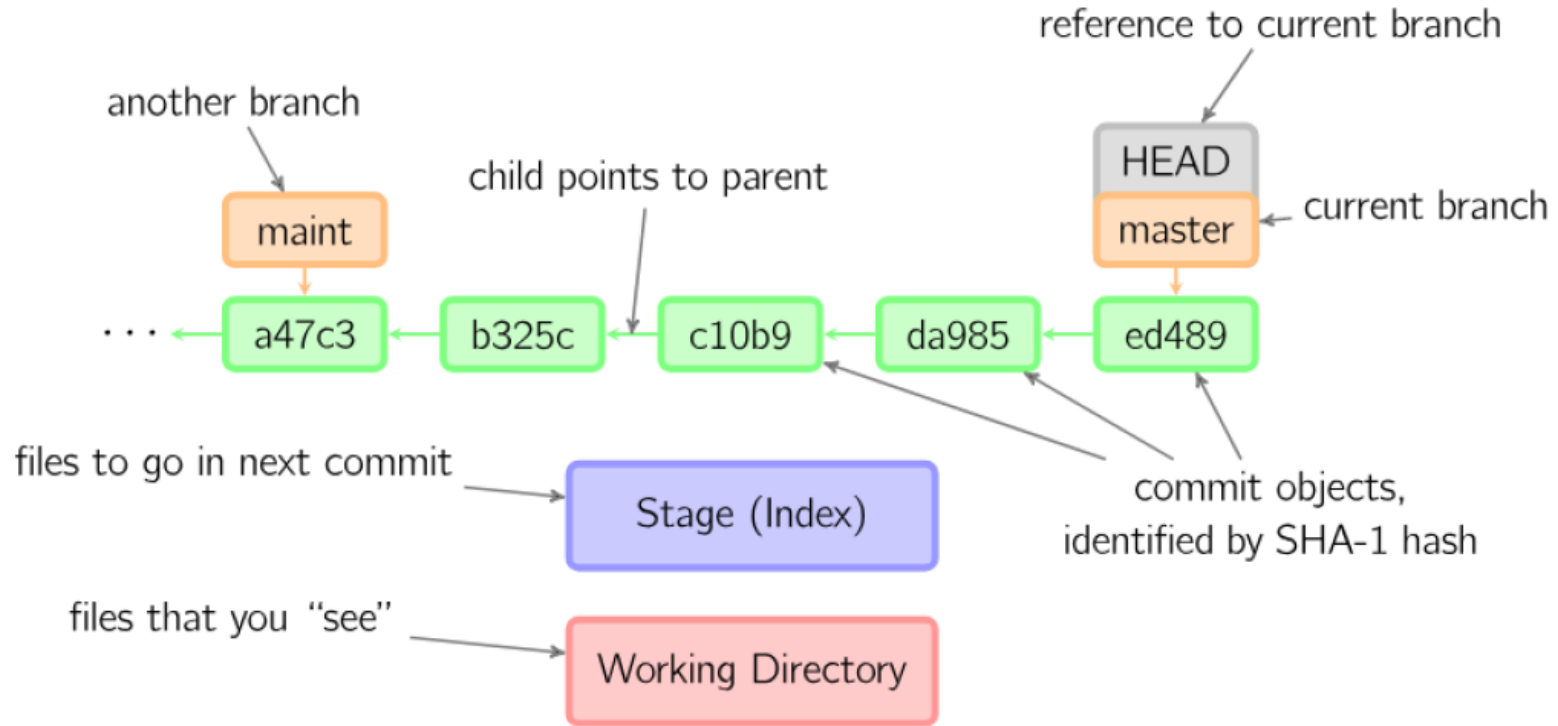 reference to current branch
another branch
HEAD
child points to parent
current branch
maint
master
... a47c3 b325c c10b9 da985 ed489
files to go in next commit
Stage (Index)
commit objects,
identified by SHA-1 hash
files that you “see”
Working Directory